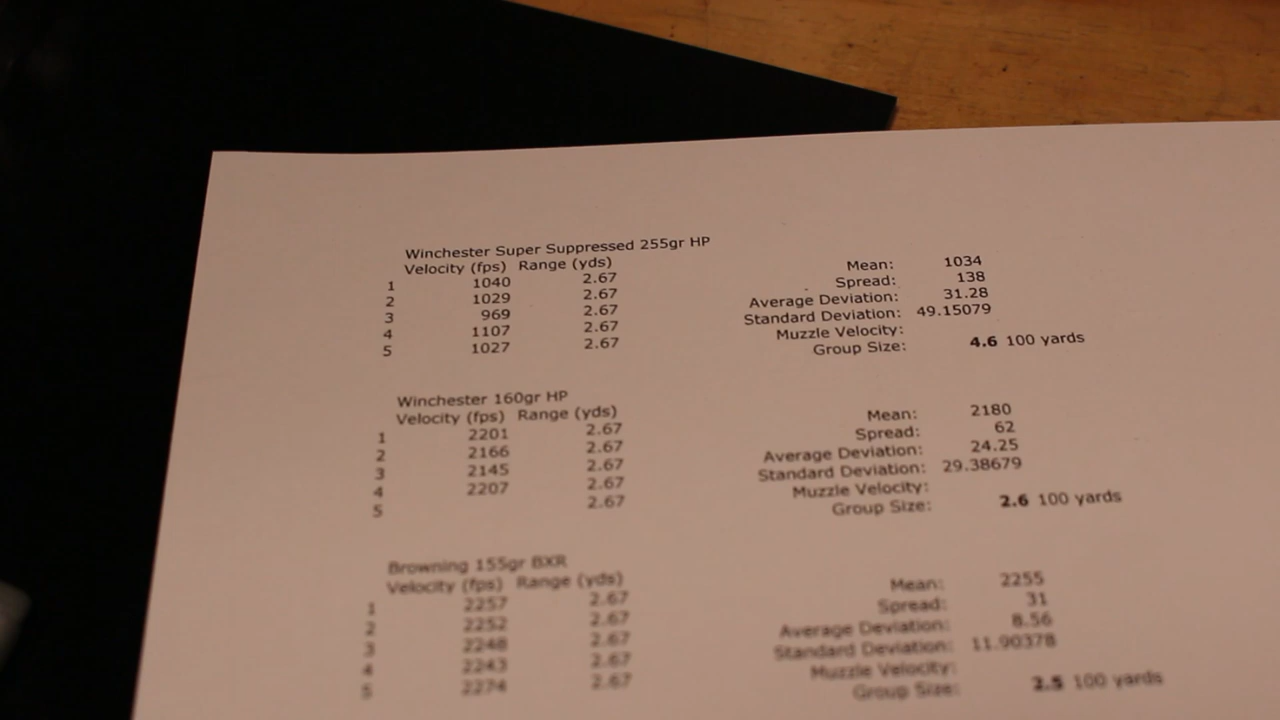 Winchester Super Suppressed 255gr HP
Velocity (fps) Range (yds) Mean: 1034
1 1040 2.67 Spread: 138
2 1029 2.67 Average Deviation: 31.28
3 969 2.67 Standard Deviation: 49.15079
4 1107 2.67 Muzzle Velocity:
5 1027 2.67 Group Size: 4.6 100 yards
Winchester 160gr HP
Velocity (fps) Range (yds) Mean: 2180
1 2201 2.67 Spread: 62
2 2166 2.67 Average Deviation: 24.25
3 2145 2.67 Standard Deviation: 29.38679
4 2207 2.67 Muzzle Velocity:
5 2.67 Group Size: 2.6 100 yards
Browning 155gr BXR
Velocity (fps) Range (yds) Mean: 2255
1 2257 2.67 Spread: 31
2 2252 2.67 Average Deviation: 8.56
3 2248 2.67 Standard Deviation: 11.90378
4 2243 2.67 Muzzle Velocity:
5 2274 2.67 Group Size: 2.5 100 yards